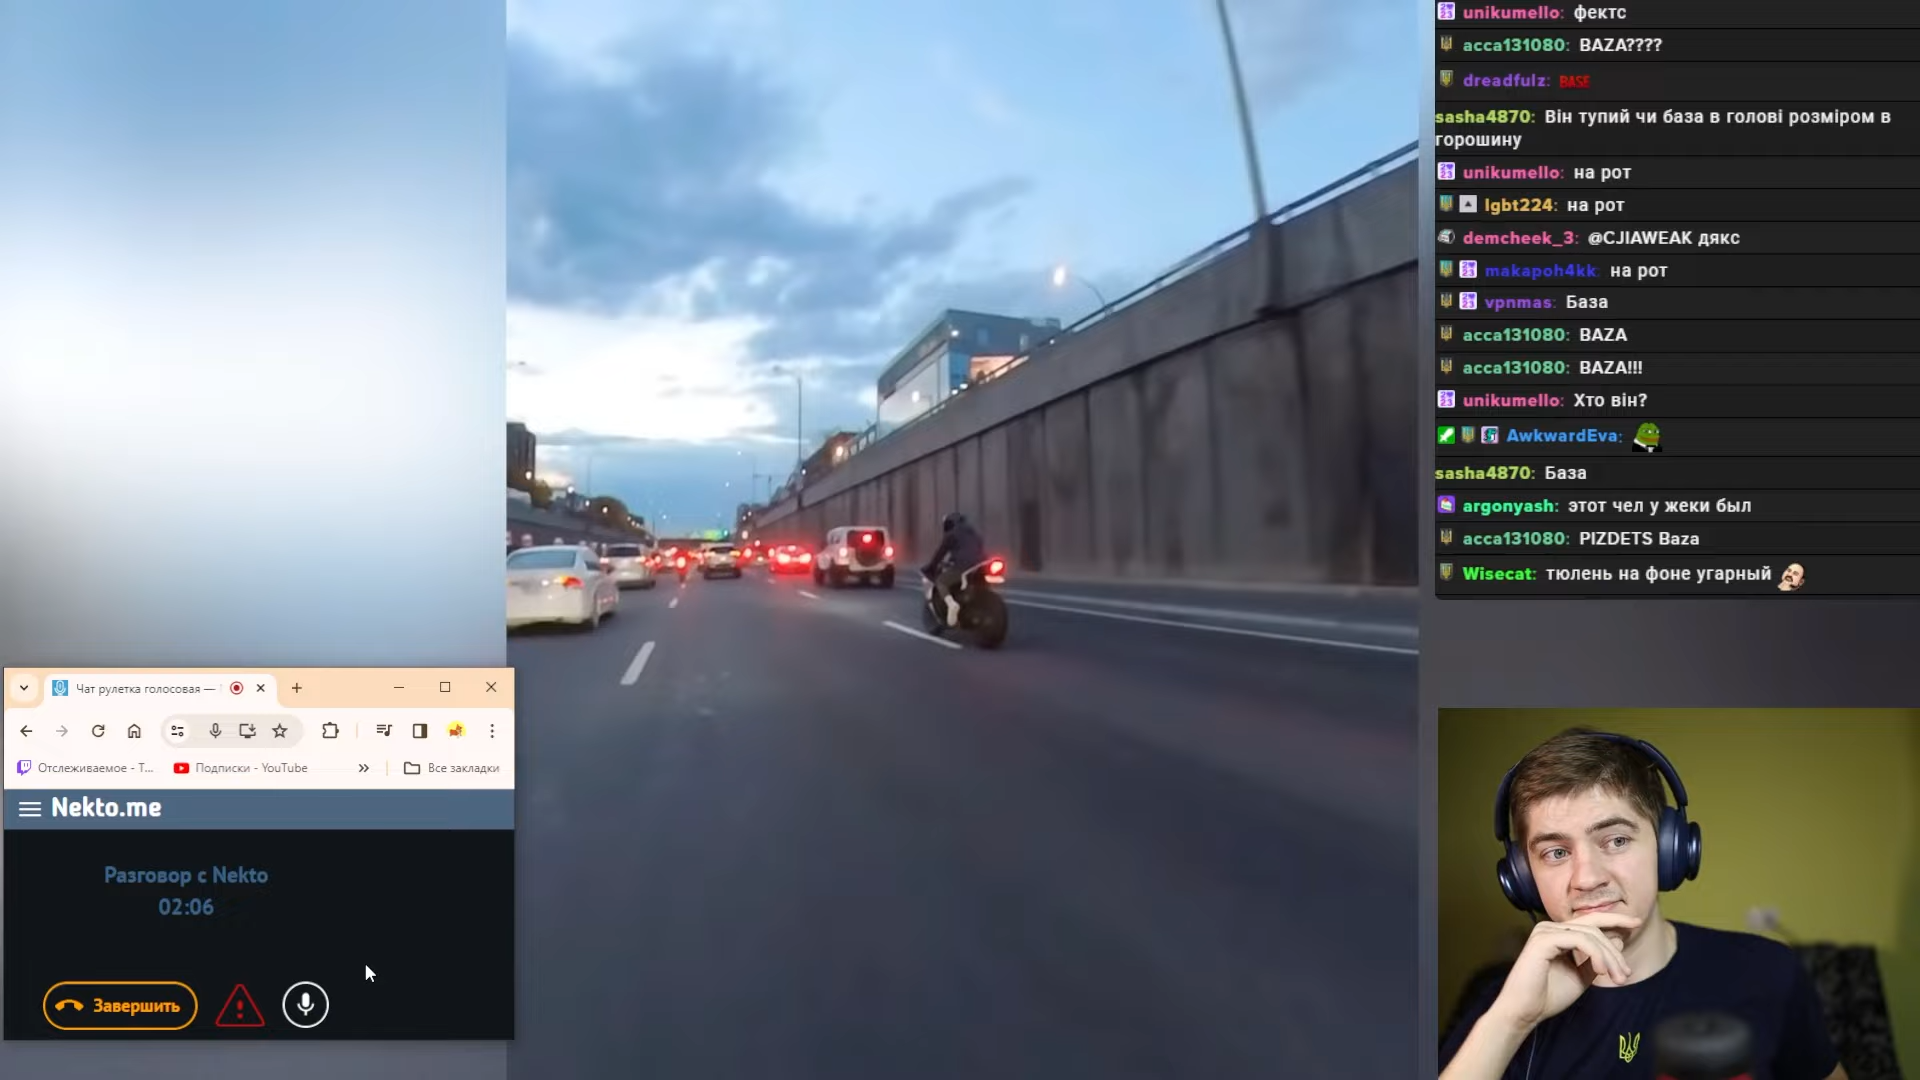 unikumello: фектс
acca131080: BAZA????
dreadfulz: BASE
sasha4870: Він тупий чи база в голові розміром в
горошину
unikumello: на рот
lgbt224: на рот
demcheek_3: @CJIAWEAK дякс
makapoh4kk: на рот
vpnmas: База
acca131080: BAZA
acca131080: BAZA!!!
unikumello: Хто він?
AwkwardEva:
sasha4870: База
argonyash: этот чел у жеки был
acca131080: PIZDETS Baza
Wisecat: тюлень на фоне угарный
Чат рулетка голосовая —
Отслеживаемое - Т...
Подписки - YouTube
»
Все закладки
Nekto.me
Разговор с Nekto
02:06
Завершить